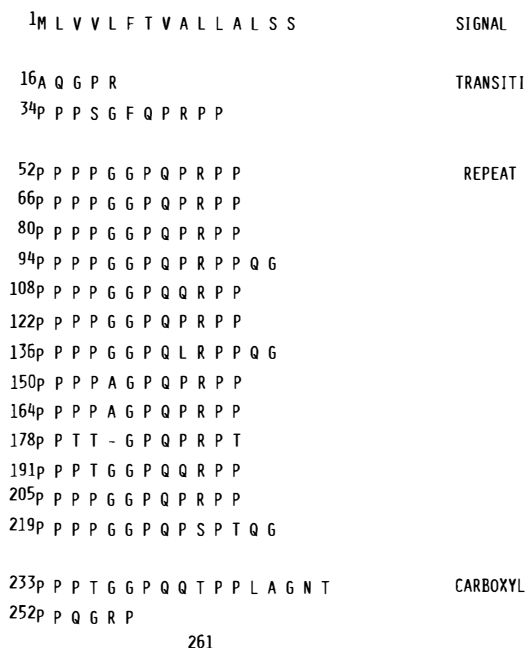 1M L V V L F T V A L L A L S S SIGNAL
16A Q G P R TRANSITI
34P P P S G F Q P R P P
52P P P P G G P Q P R P P REPEAT
66P P P P G G P Q P R P P
80P P P P G G P Q P R P P
94P P P P G G P Q P R P P Q G
108P P P P G G P Q Q R P P
122P P P P G G P Q P R P P
136P P P P G G P Q L R P P Q G
150P P P P A G P Q P R P P
164P P P P A G P Q P R P P
178P P T T - G P Q P R P T
191P P P T G G P Q Q R P P
205P P P P G G P Q P R P P
219P P P P G G P Q P S P T Q G
233P P P T G G P Q Q T P P L A G N T CARBOXYL
252P P Q G R P
261